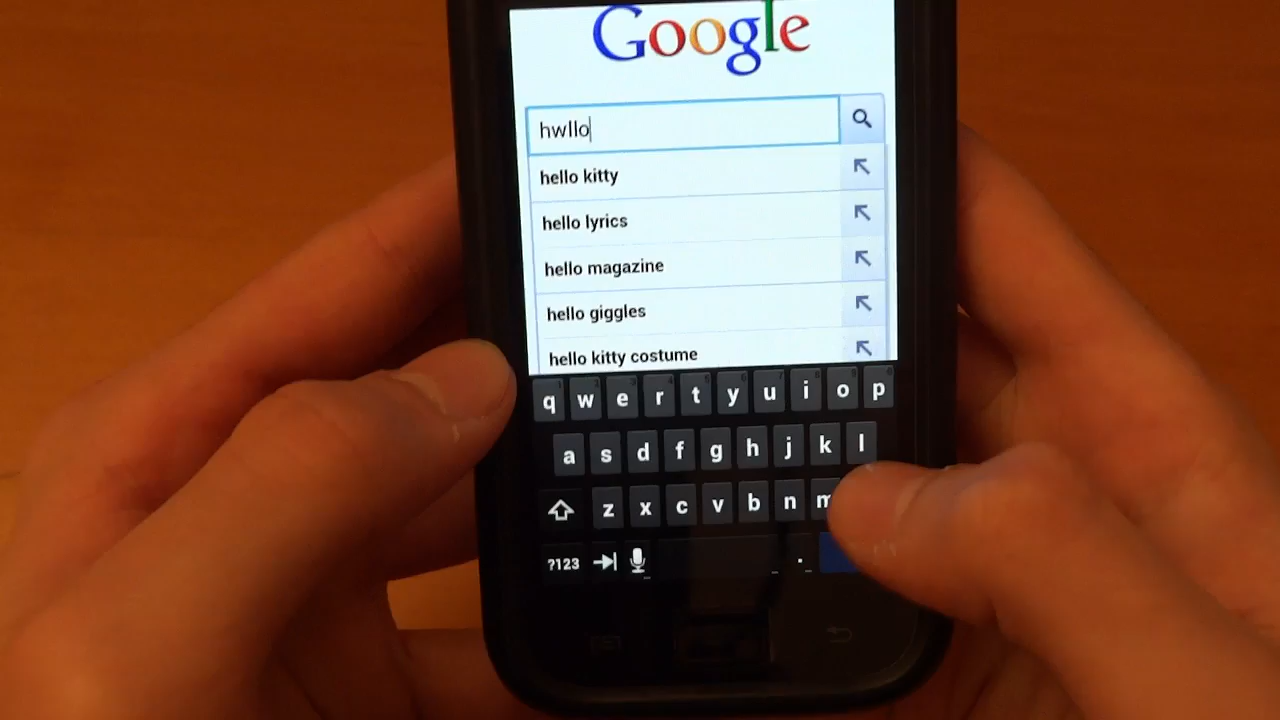 Google
hwllo
hello kitty
hello lyrics
hello magazine
hello giggles
hello kitty costume
q w e r t y u i o p
a s d f g h j k l
z x c v b n m
?123 .